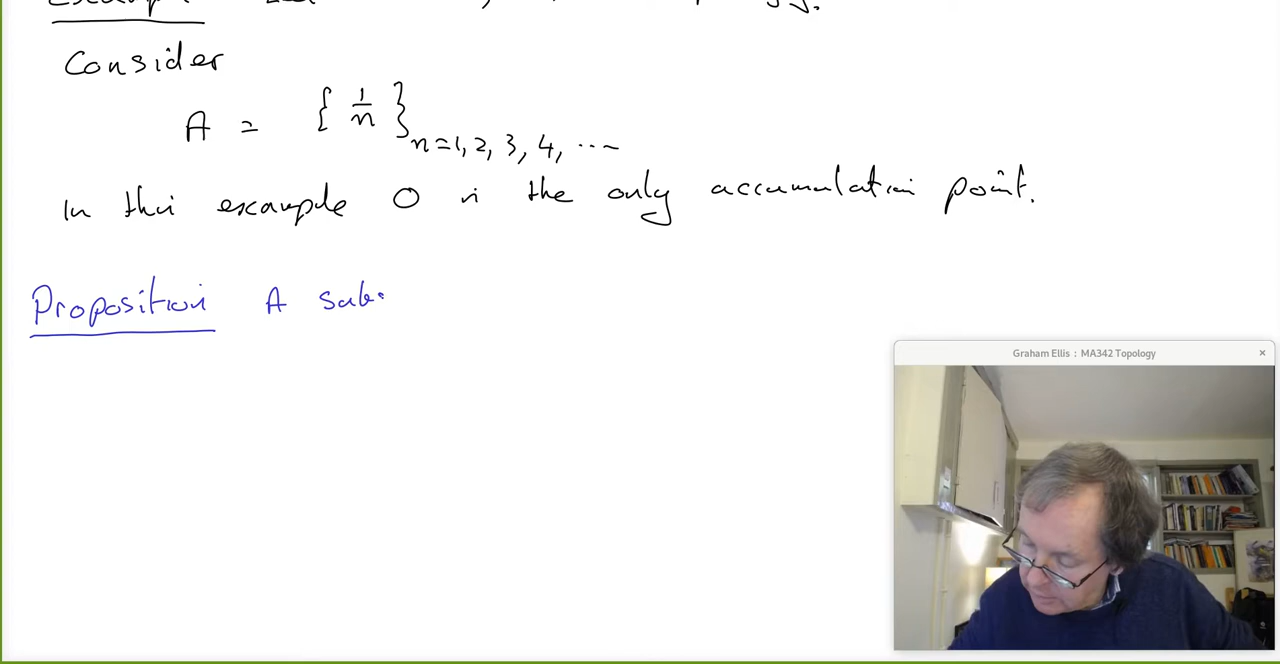 Consider
A = { 1/n } n=1, 2, 3, 4, ...
In this example 0 is the only accumulation point.
Proposition A subs
Graham Ellis : MA342 Topology